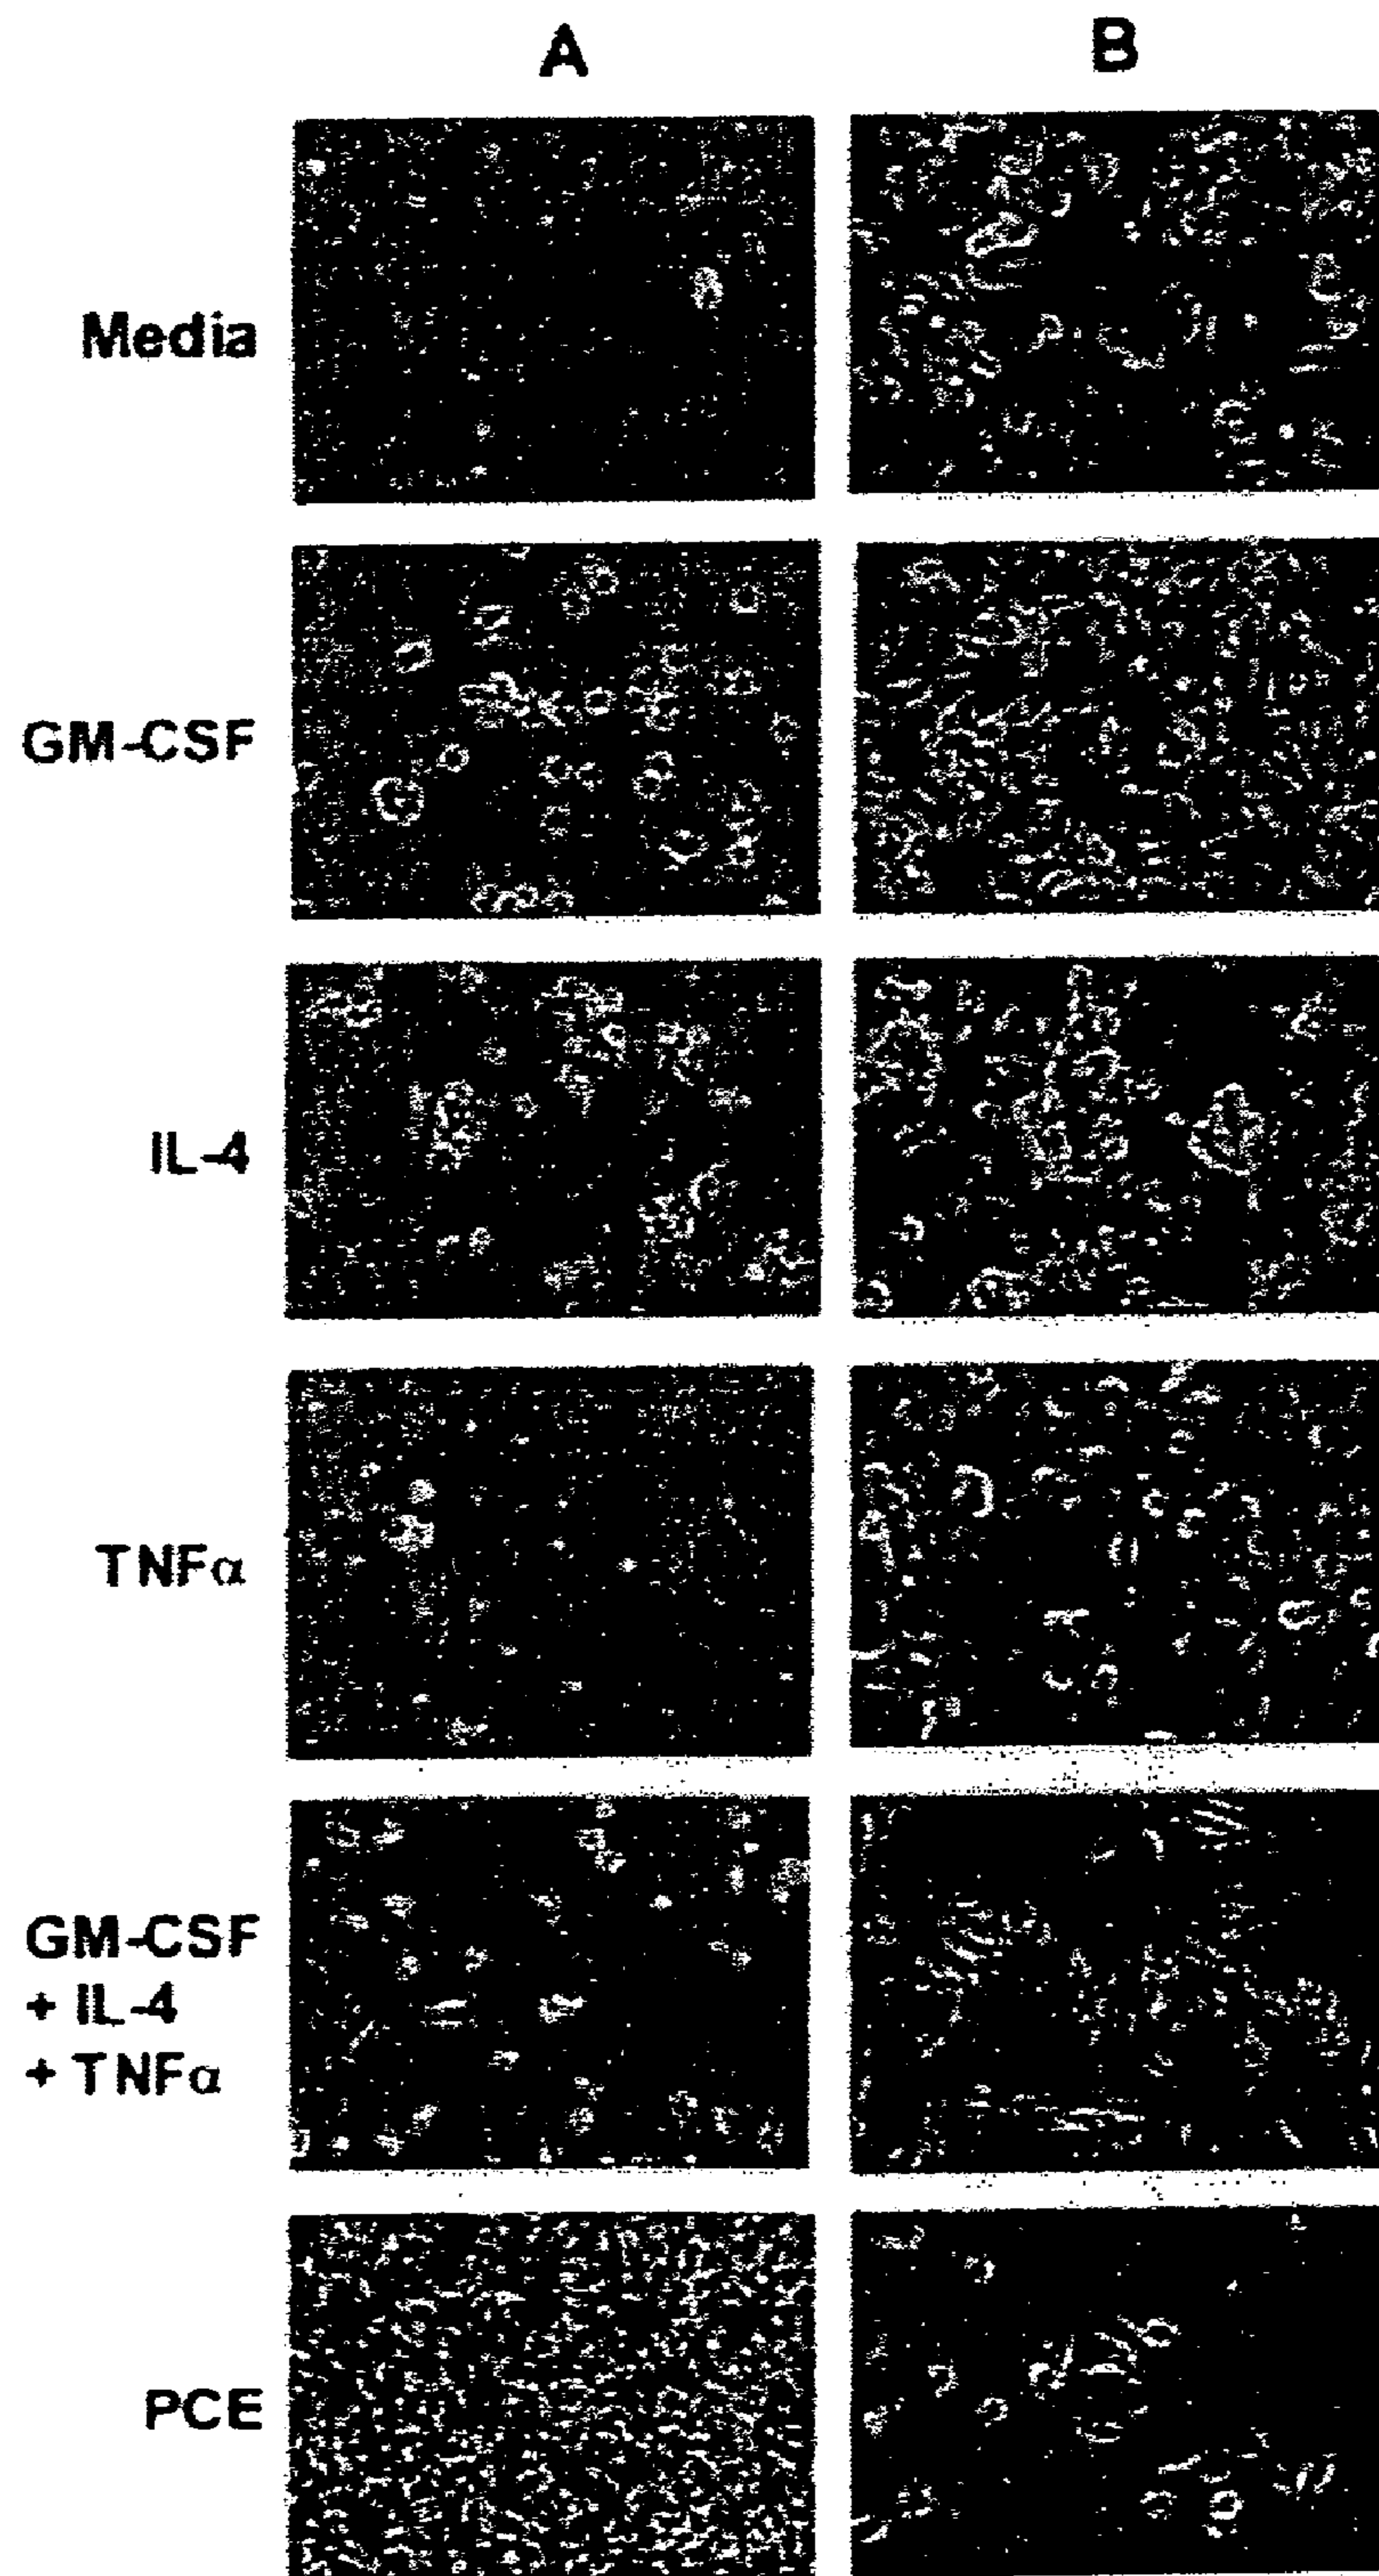 A
B
Media
GM-CSF
IL-4
TNFα
GM-CSF
+ IL-4
+ TNFα
PCE